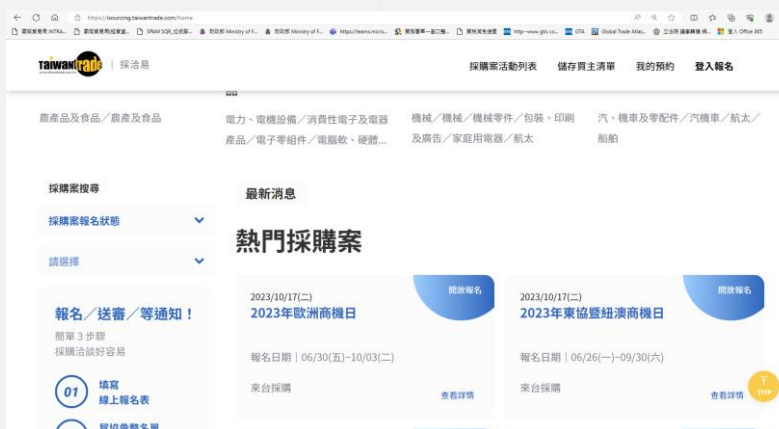 https://isourcing.taiwantrade.com/home
TAIWANTRADE | 採洽易
採購案活動列表 儲存買主清單 我的預約 登入報名
農產品及食品／農產及食品
電力、電機設備／消費性電子及電器
產品／電子零組件／電腦軟、硬體...
機械／機械／機械零件／包裝、印刷
及廣告／家庭用電器／航太
汽、機車及零配件／汽機車／航太／
船舶
採購案搜尋
採購案報名狀態
請選擇
報名／送審／等通知！
簡單 3 步驟
採購洽談好容易
01 填寫
線上報名表
最新消息
熱門採購案
開放報名
2023/10/17(二)
2023年歐洲商機日
報名日期｜06/30(五)~10/03(二)
來台採購
查看詳情
開放報名
2023/10/17(二)
2023年東協暨紐澳商機日
報名日期｜06/26(一)~09/30(六)
來台採購
查看詳情
TOP